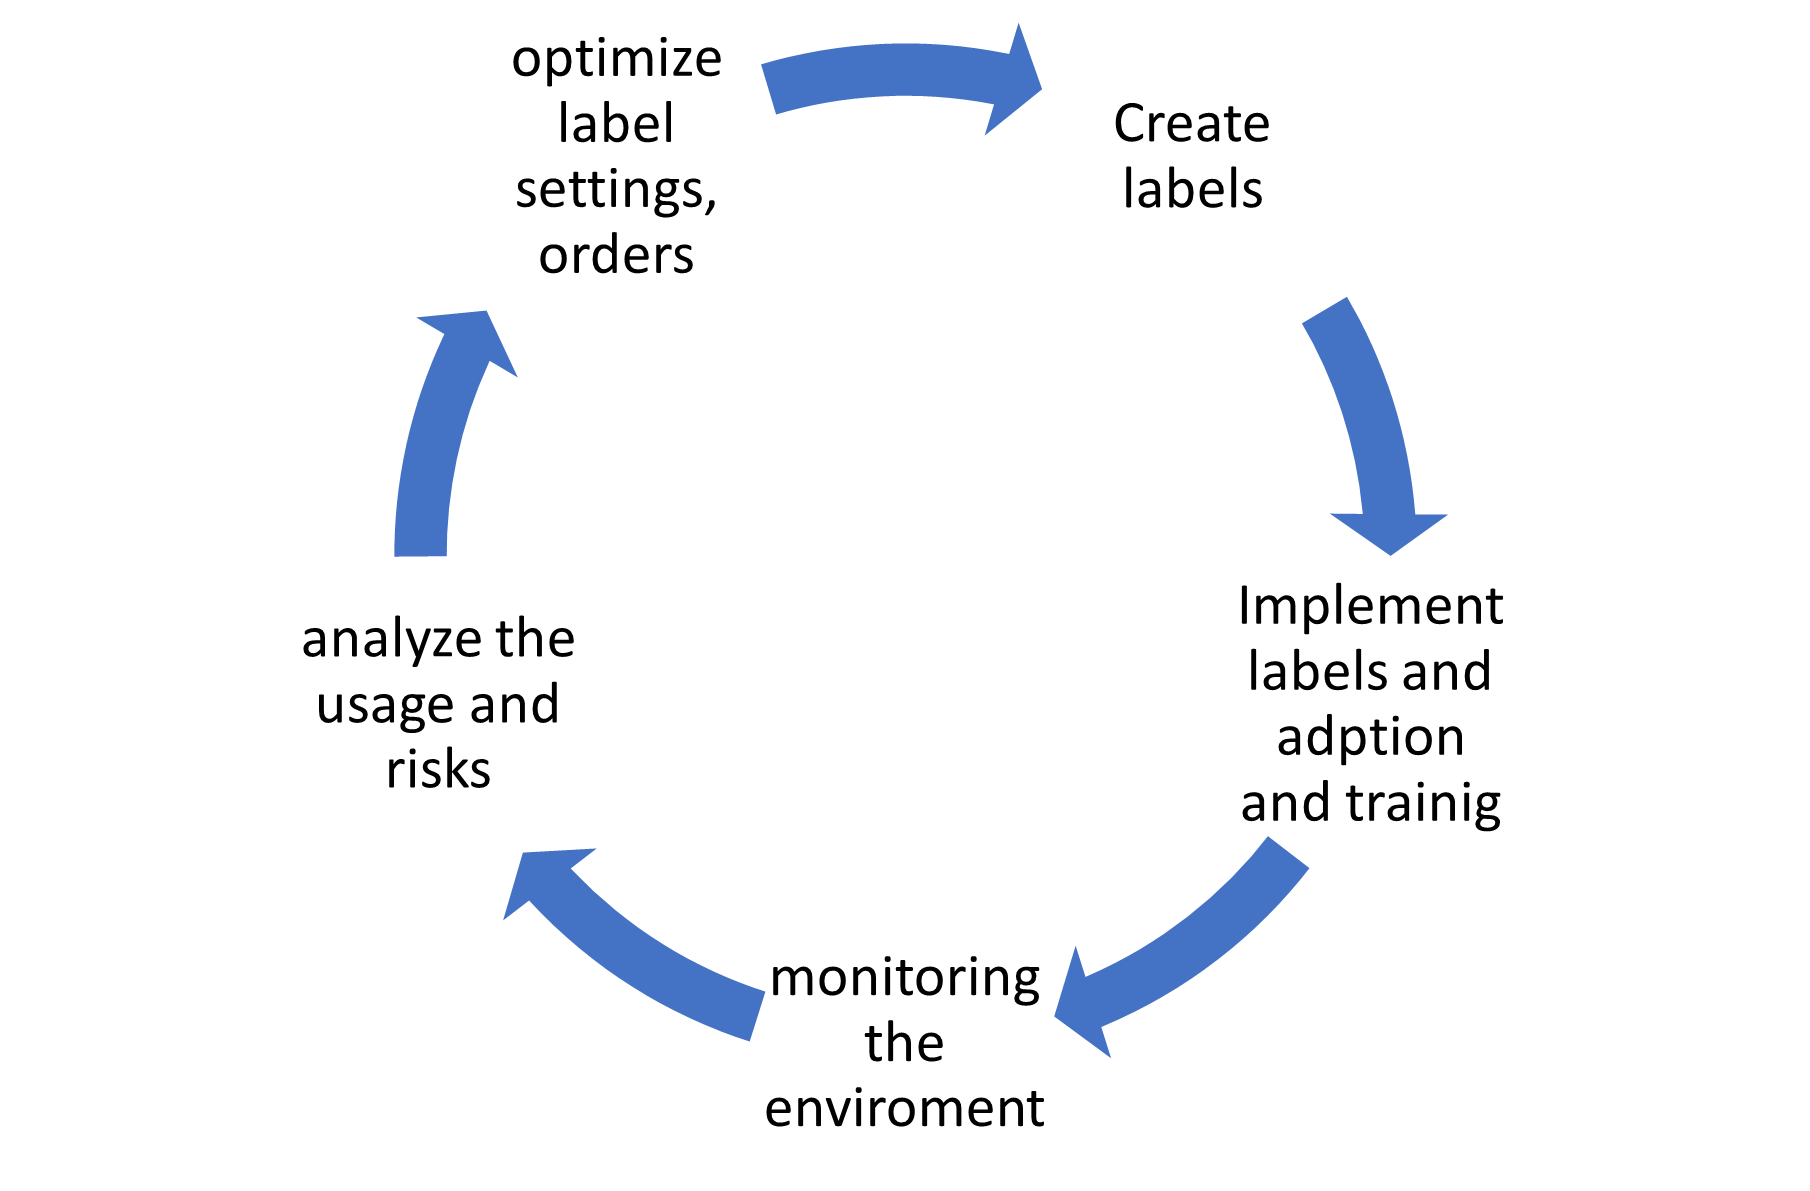 optimize
label
settings,
orders
Create
labels
Implement
labels and
adption
and trainig
monitoring
the
enviroment
analyze the
usage and
risks